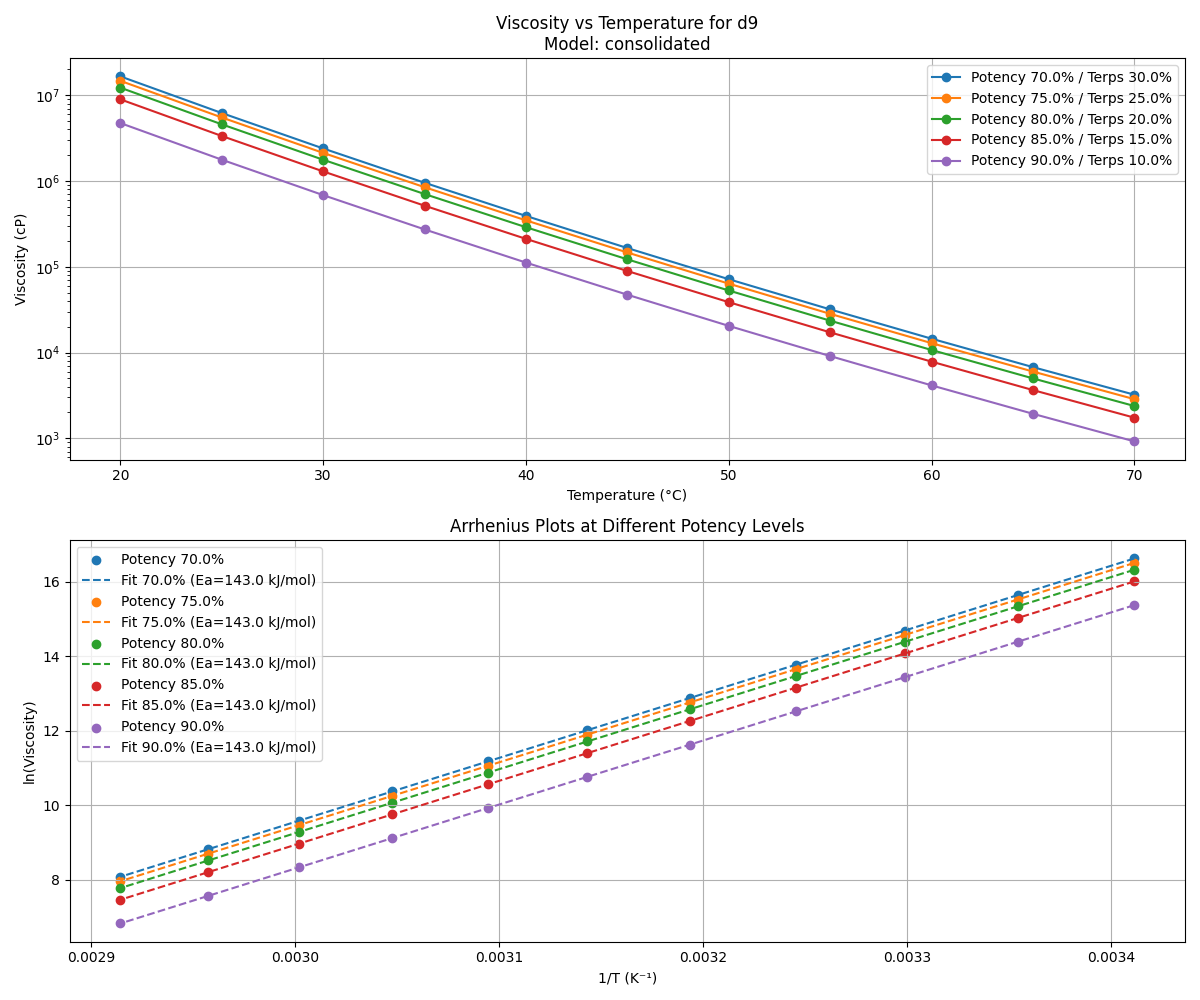 Viscosity vs Temperature for d9
Model: consolidated
Viscosity (cP)
10⁷
10⁶
10⁵
10⁴
10³
Potency 70.0% / Terps 30.0%
Potency 75.0% / Terps 25.0%
Potency 80.0% / Terps 20.0%
Potency 85.0% / Terps 15.0%
Potency 90.0% / Terps 10.0%
20 30 40 50 60 70
Temperature (°C)
Arrhenius Plots at Different Potency Levels
ln(Viscosity)
16
14
12
10
8
Potency 70.0%
Fit 70.0% (Ea=143.0 kJ/mol)
Potency 75.0%
Fit 75.0% (Ea=143.0 kJ/mol)
Potency 80.0%
Fit 80.0% (Ea=143.0 kJ/mol)
Potency 85.0%
Fit 85.0% (Ea=143.0 kJ/mol)
Potency 90.0%
Fit 90.0% (Ea=143.0 kJ/mol)
0.0029 0.0030 0.0031 0.0032 0.0033 0.0034
1/T (K⁻¹)